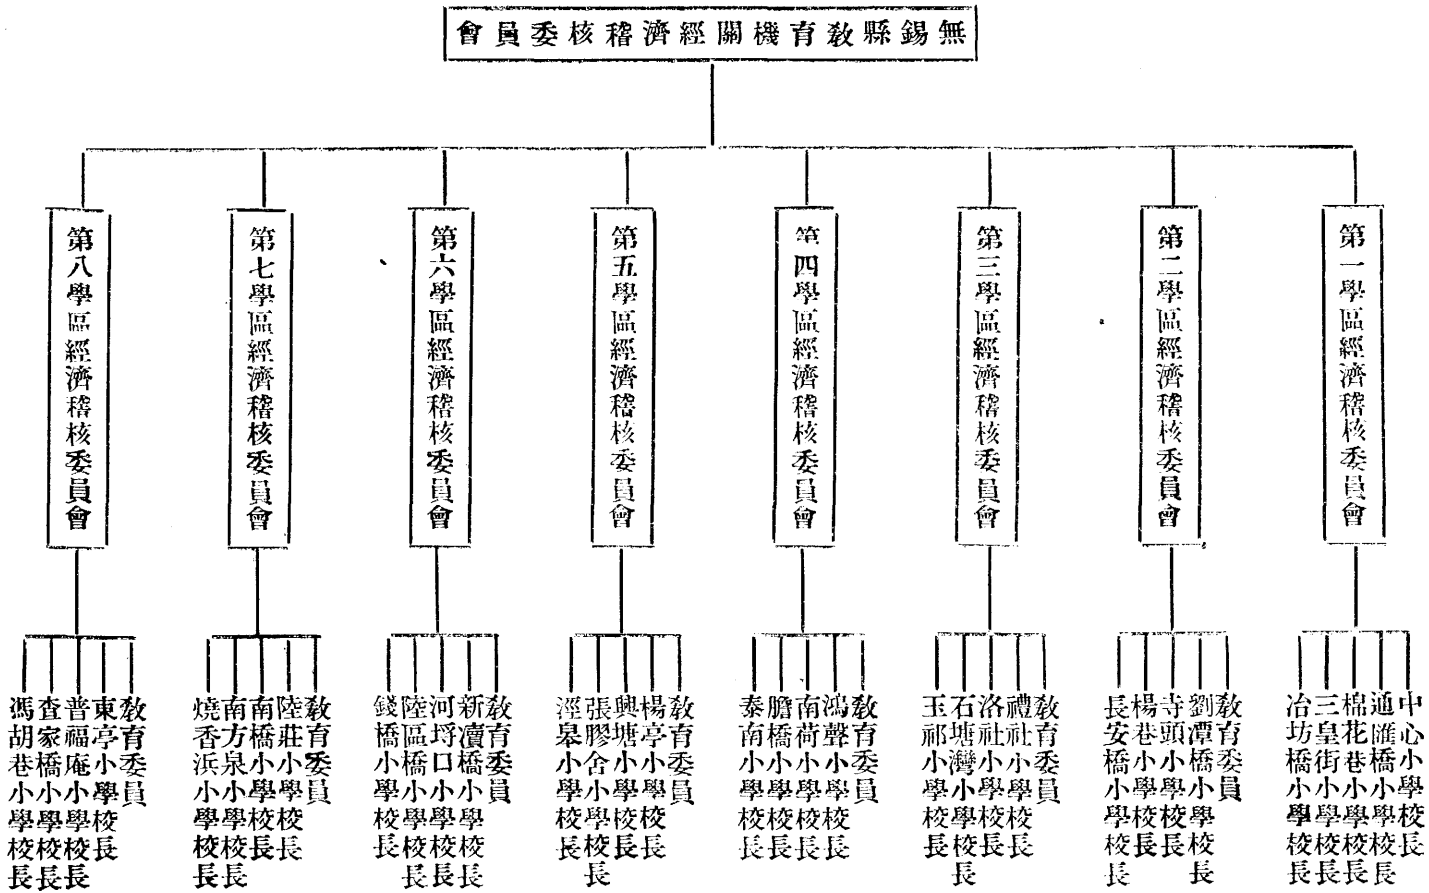 無錫縣教育機關經濟稽核委員會
第一學區經濟稽核委員會
中心小學校長
通匯橋小學校長
棉花巷小學校長
三皇街小學校長
冶坊橋小學校長
第二學區經濟稽核委員會
教育委員
劉潭橋小學校長
寺頭小學校長
楊巷小學校長
長安橋小學校長
第三學區經濟稽核委員會
教育委員
禮社小學校長
洛社小學校長
石塘灣小學校長
玉祁小學校長
第四學區經濟稽核委員會
教育委員
鴻聲小學校長
南荷小學校長
膽橋小學校長
泰南小學校長
第五學區經濟稽核委員會
教育委員
楊亭小學校長
興塘小學校長
張膠舍小學校長
涇皋小學校長
第六學區經濟稽核委員會
教育委員
新瀆橋小學校長
河埒口小學校長
陸區橋小學校長
錢橋小學校長
第七學區經濟稽核委員會
教育委員
陸莊小學校長
南橋小學校長
南方泉小學校長
燒香浜小學校長
第八學區經濟稽核委員會
教育委員
東亭小學校長
普福庵小學校長
查家橋小學校長
馮胡巷小學校長